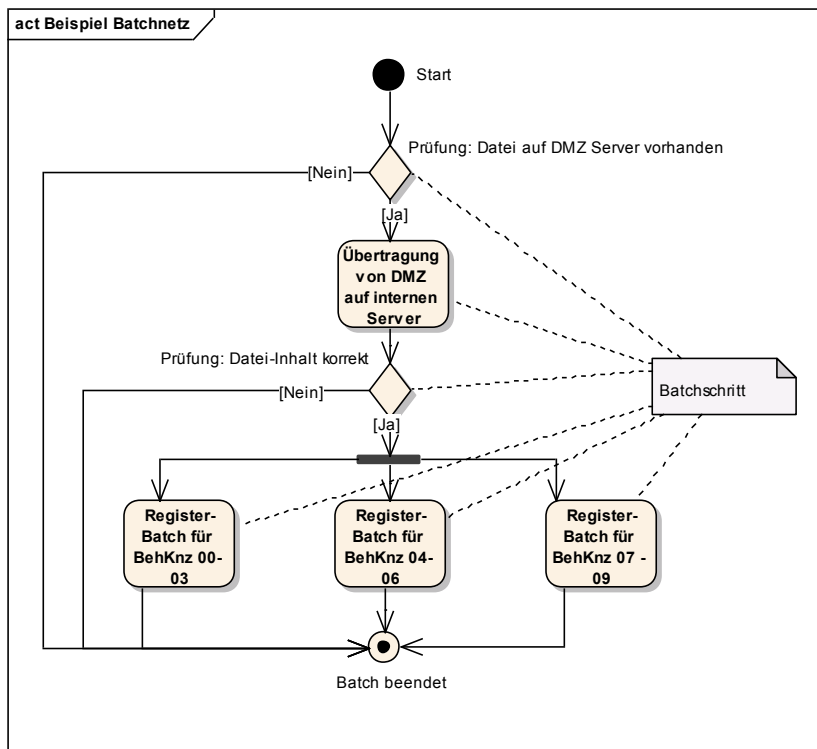 act Beispiel Batchnetz
Start
Prüfung: Datei auf DMZ Server vorhanden
[Nein]
[Ja]
Übertragung
von DMZ
auf internen
Server
Prüfung: Datei-Inhalt korrekt
[Nein]
[Ja]
Batchschritt
Register-
Batch für
BehKnz 00-
03
Register-
Batch für
BehKnz 04-
06
Register-
Batch für
BehKnz 07 -
09
Batch beendet